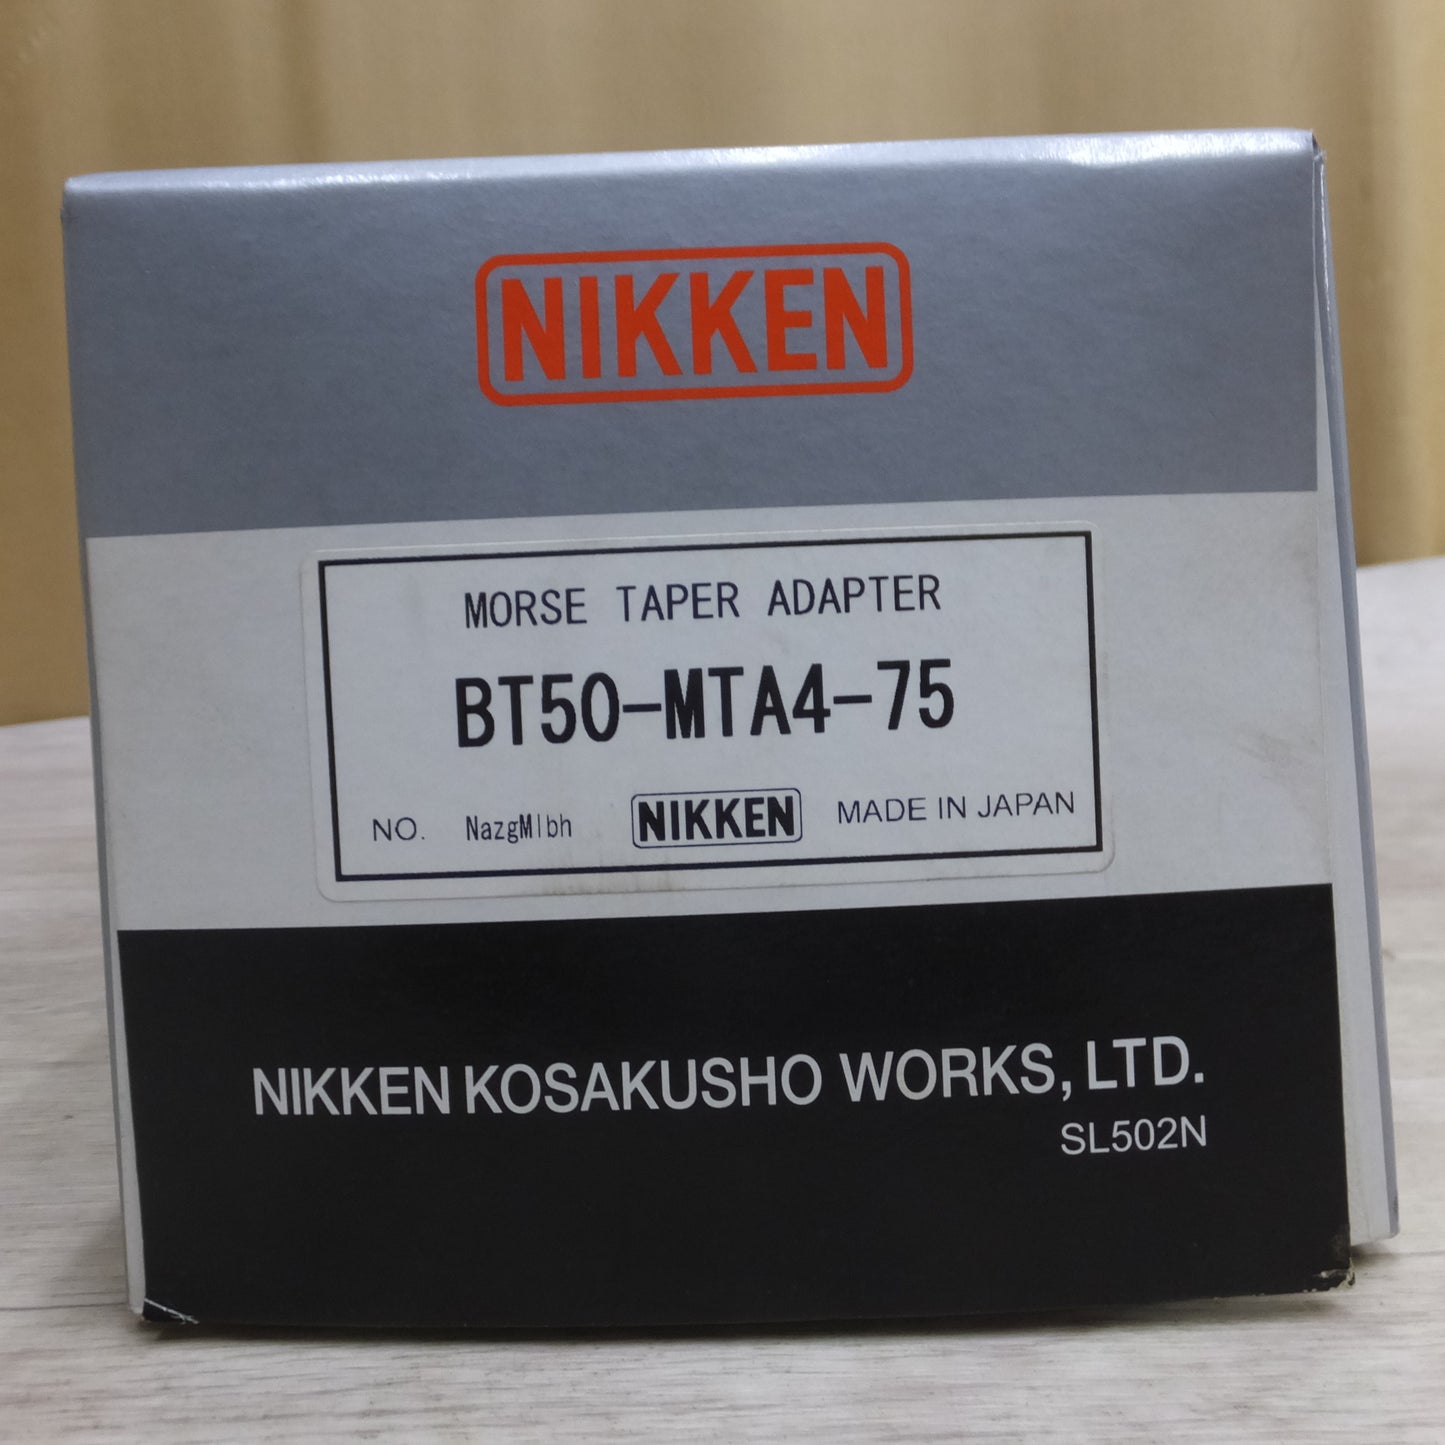 NIKKEN
MORSE TAPER ADAPTER
BT50-MTA4-75
NO. NazgMlbh NIKKEN MADE IN JAPAN
NIKKEN KOSAKUSHO WORKS, LTD.
SL502N